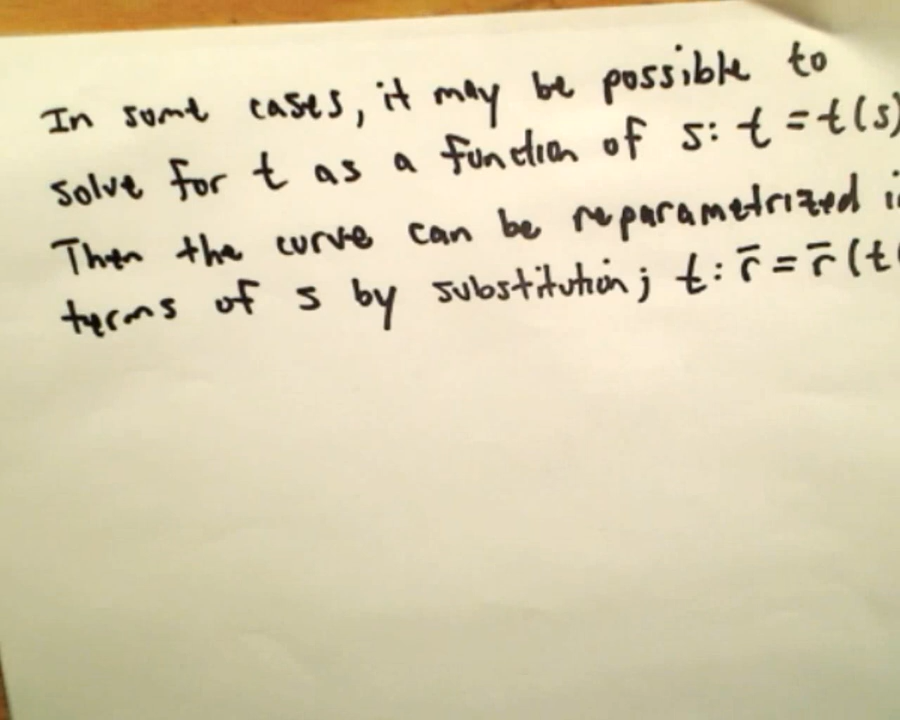 In some cases, it may be possible to
solve for t as a function of s: t = t(s)
Then the curve can be reparametrized
terms of s by substitution; t: r̄ = r̄(t(